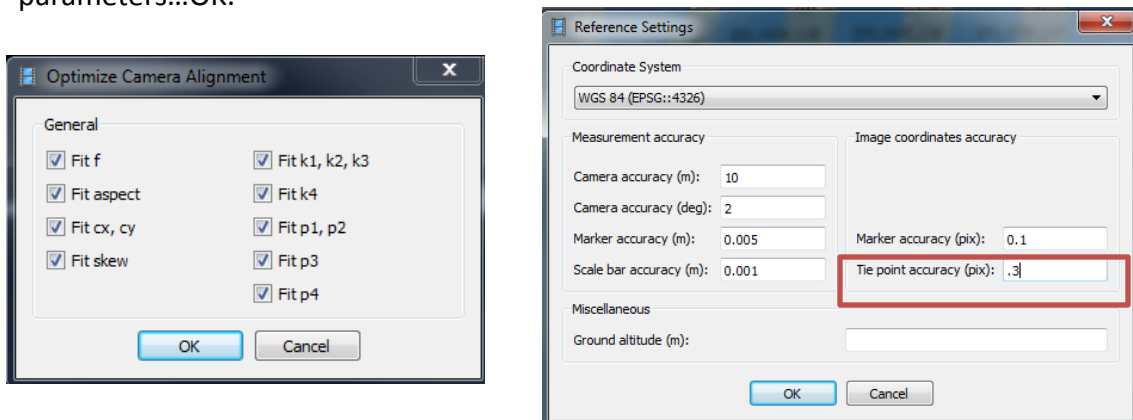 parameters…OK.
Optimize Camera Alignment
General
Fit f
Fit k1, k2, k3
Fit aspect
Fit k4
Fit cx, cy
Fit p1, p2
Fit skew
Fit p3
Fit p4
OK
Cancel
Reference Settings
Coordinate System
WGS 84 (EPSG::4326)
Measurement accuracy
Image coordinates accuracy
Camera accuracy (m): 10
Camera accuracy (deg): 2
Marker accuracy (m): 0.005
Marker accuracy (pix): 0.1
Scale bar accuracy (m): 0.001
Tie point accuracy (pix): .3
Miscellaneous
Ground altitude (m):
OK
Cancel